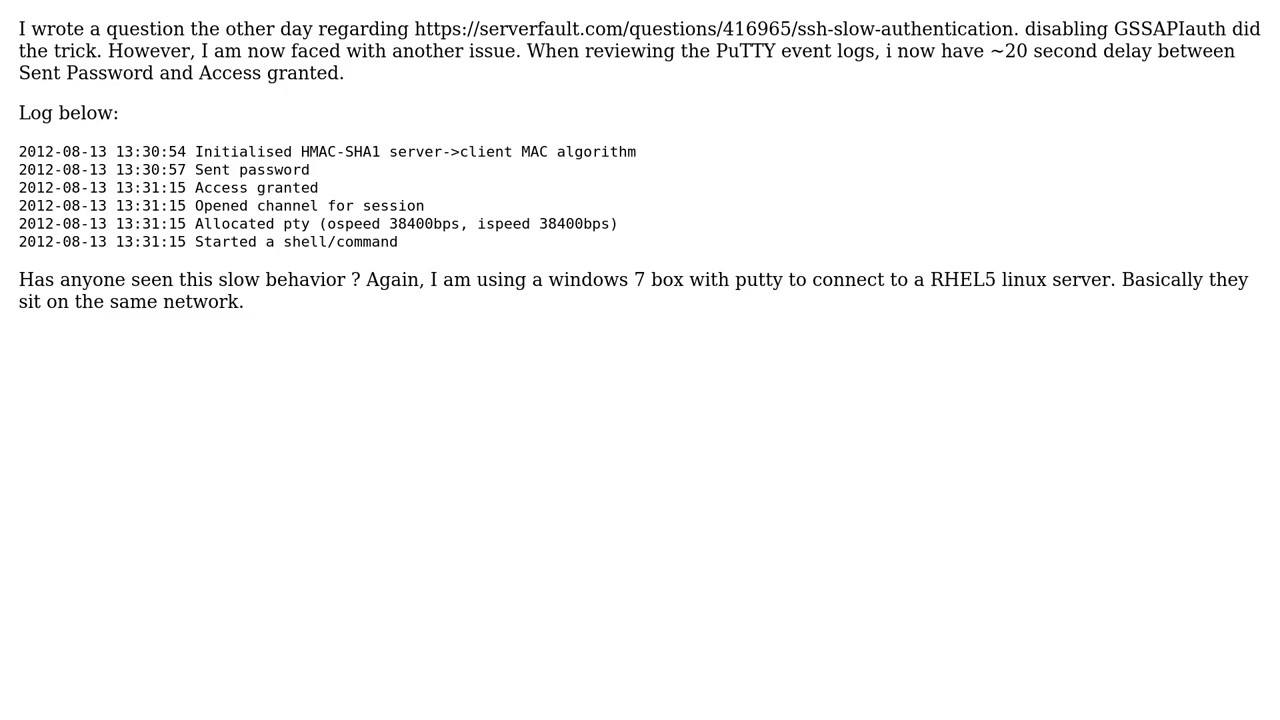 I wrote a question the other day regarding https://serverfault.com/questions/416965/ssh-slow-authentication. disabling GSSAPIauth did
the trick. However, I am now faced with another issue. When reviewing the PuTTY event logs, i now have ~20 second delay between
Sent Password and Access granted.
Log below:
2012-08-13 13:30:54 Initialised HMAC-SHA1 server->client MAC algorithm
2012-08-13 13:30:57 Sent password
2012-08-13 13:31:15 Access granted
2012-08-13 13:31:15 Opened channel for session
2012-08-13 13:31:15 Allocated pty (ospeed 38400bps, ispeed 38400bps)
2012-08-13 13:31:15 Started a shell/command
Has anyone seen this slow behavior ? Again, I am using a windows 7 box with putty to connect to a RHEL5 linux server. Basically they
sit on the same network.